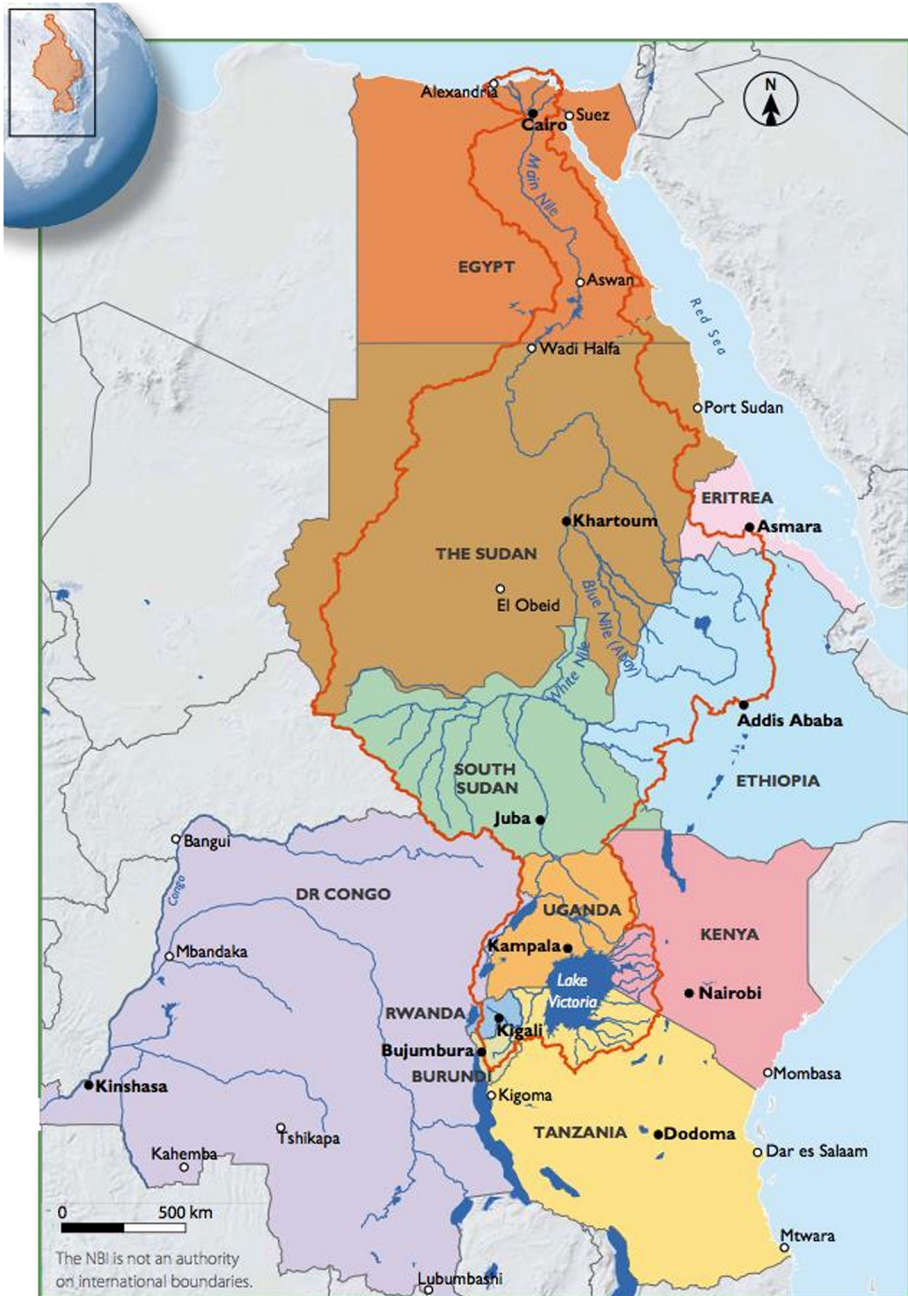 N
Alexandria
Cairo
Suez
Main Nile
EGYPT
Aswan
Red Sea
Wadi Halfa
Port Sudan
ERITREA
Khartoum
Asmara
THE SUDAN
El Obeid
Blue Nile (Abay)
White Nile
Addis Ababa
SOUTH
SUDAN
ETHIOPIA
Juba
Bangui
Congo
DR CONGO
UGANDA
KENYA
Kampala
Mbandaka
Lake
Victoria
Nairobi
RWANDA
Kigali
Bujumbura
BURUNDI
Mombasa
Kinshasa
Kigoma
Tshikapa
TANZANIA
Dodoma
Kahemba
Dar es Salaam
0 500 km
Mtwara
The NBI is not an authority
on international boundaries.
Lubumbashi